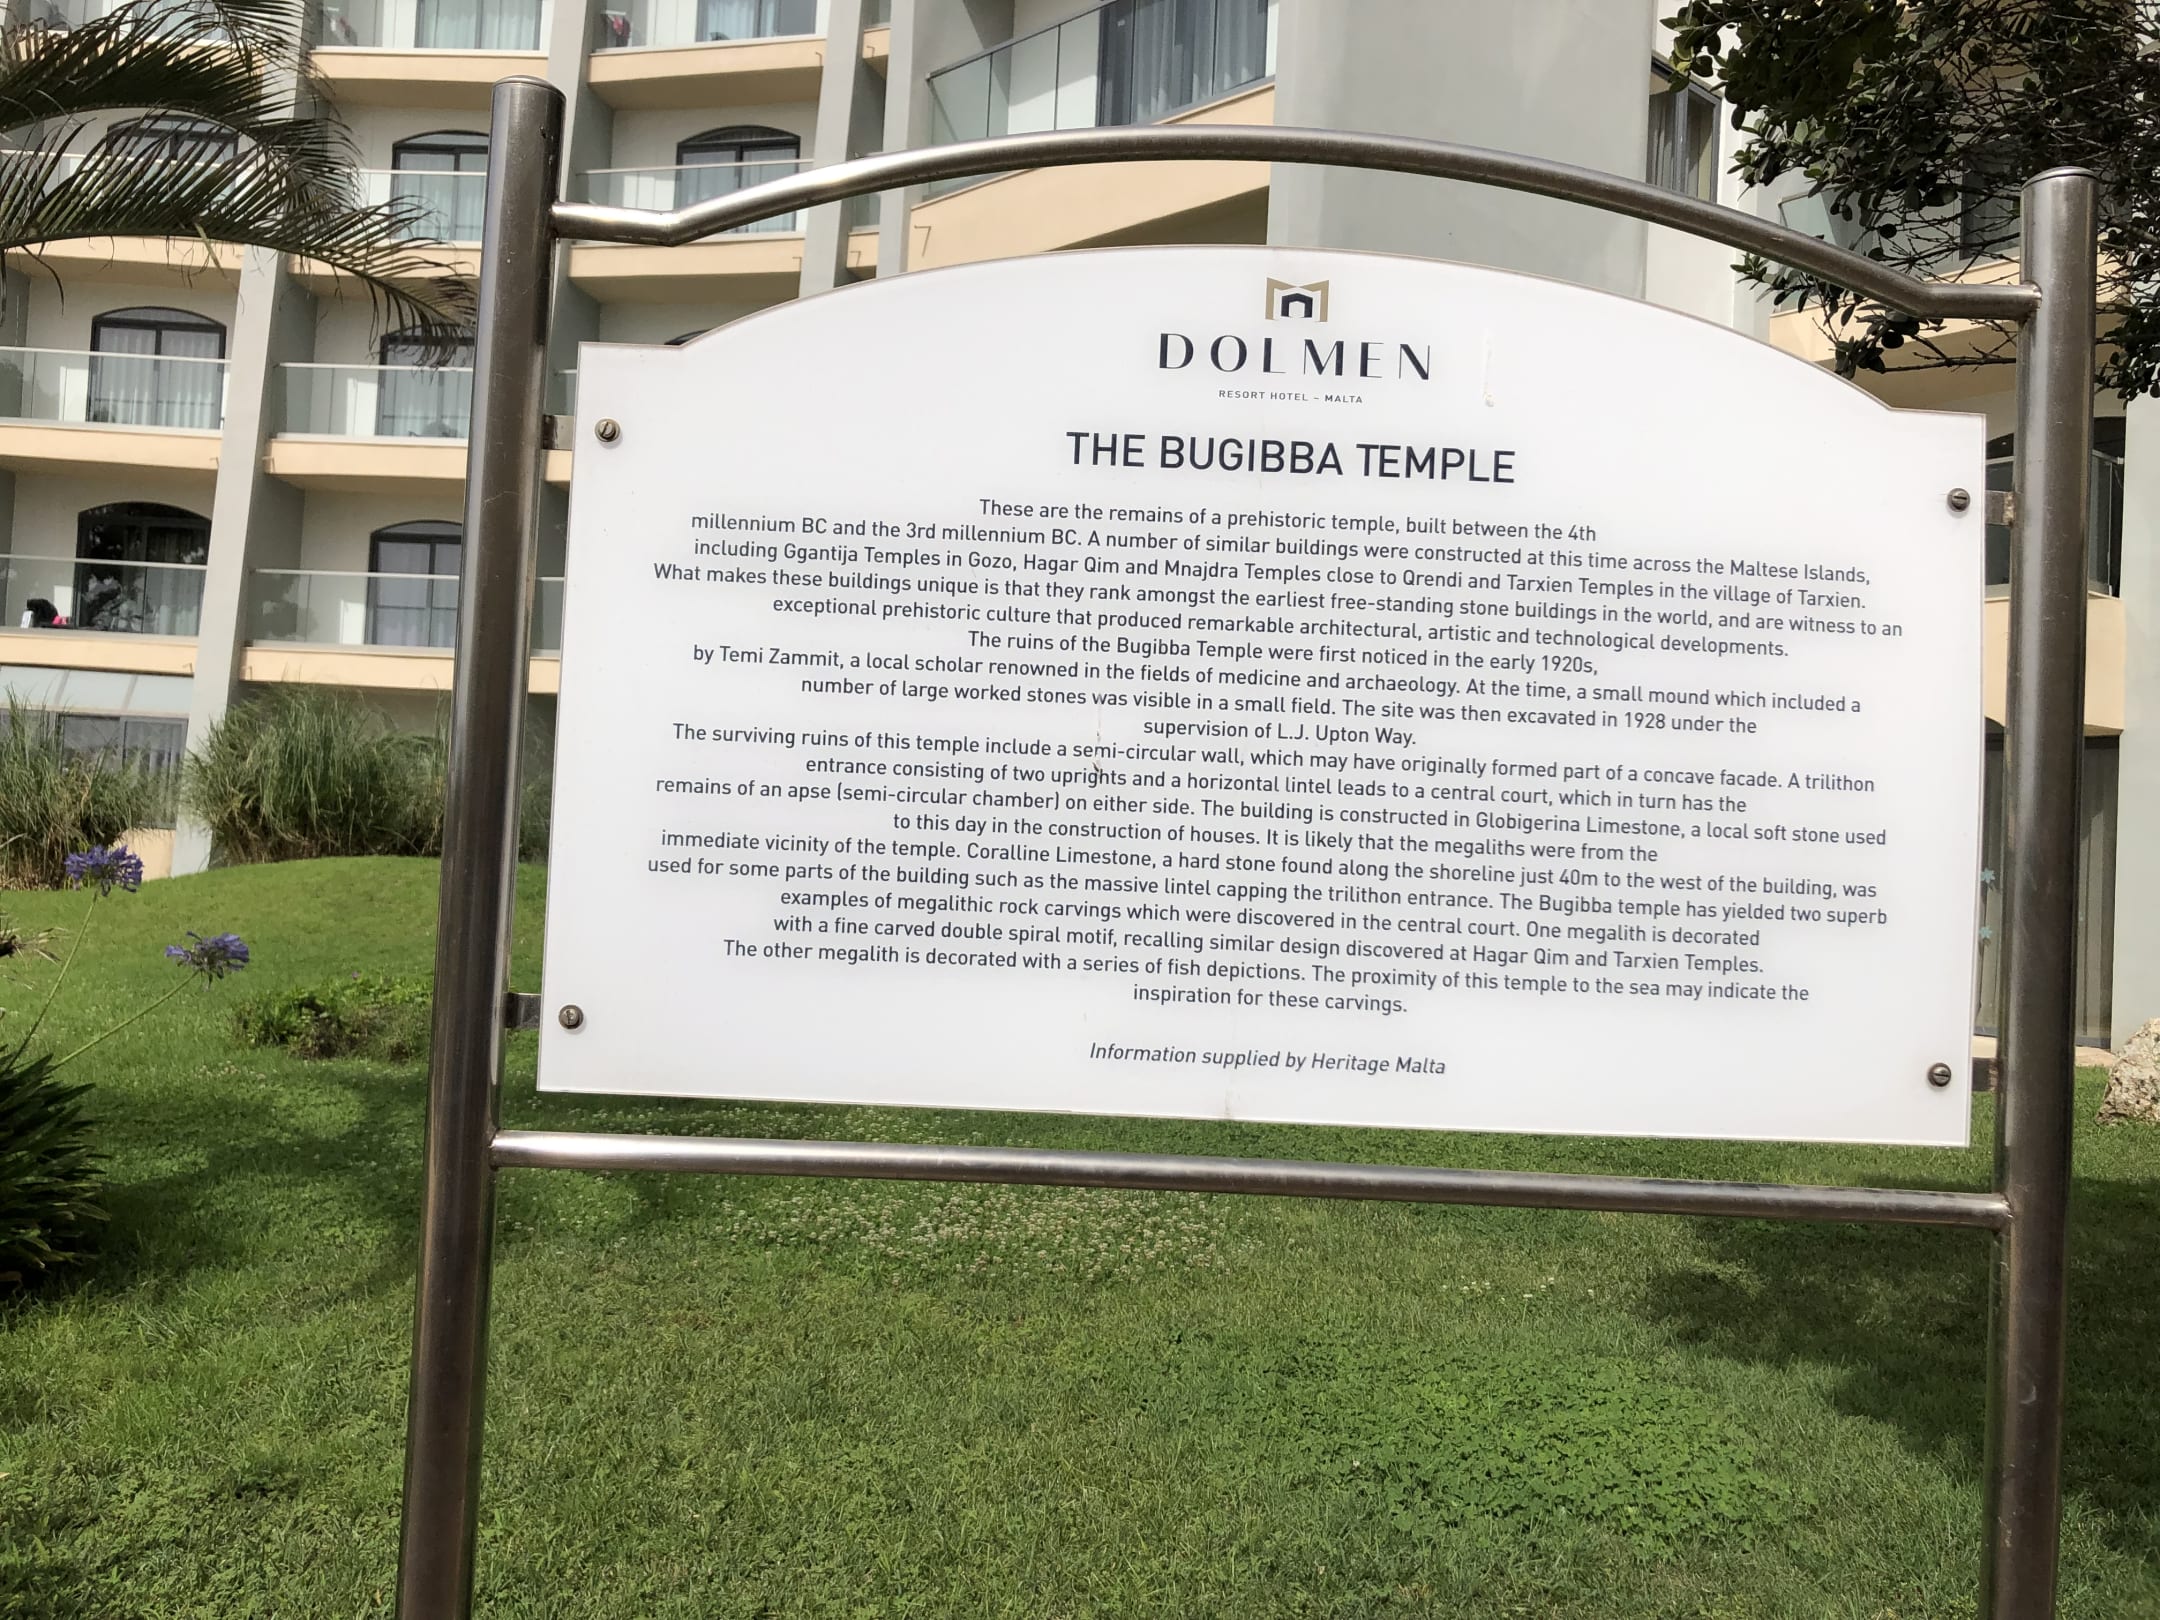 DOLMEN
RESORT HOTEL – MALTA
THE BUGIBBA TEMPLE
These are the remains of a prehistoric temple, built between the 4th
millennium BC and the 3rd millennium BC. A number of similar buildings were constructed at this time across the Maltese Islands,
including Ggantija Temples in Gozo, Hagar Qim and Mnajdra Temples close to Qrendi and Tarxien Temples in the village of Tarxien.
What makes these buildings unique is that they rank amongst the earliest free-standing stone buildings in the world, and are witness to an
exceptional prehistoric culture that produced remarkable architectural, artistic and technological developments.
The ruins of the Bugibba Temple were first noticed in the early 1920s,
by Temi Zammit, a local scholar renowned in the fields of medicine and archaeology. At the time, a small mound which included a
number of large worked stones was visible in a small field. The site was then excavated in 1928 under the
supervision of L.J. Upton Way.
The surviving ruins of this temple include a semi-circular wall, which may have originally formed part of a concave facade. A trilithon
entrance consisting of two uprights and a horizontal lintel leads to a central court, which in turn has the
remains of an apse (semi-circular chamber) on either side. The building is constructed in Globigerina Limestone, a local soft stone used
to this day in the construction of houses. It is likely that the megaliths were from the
immediate vicinity of the temple. Coralline Limestone, a hard stone found along the shoreline just 40m to the west of the building, was
used for some parts of the building such as the massive lintel capping the trilithon entrance. The Bugibba temple has yielded two superb
examples of megalithic rock carvings which were discovered in the central court. One megalith is decorated
with a fine carved double spiral motif, recalling similar design discovered at Hagar Qim and Tarxien Temples.
The other megalith is decorated with a series of fish depictions. The proximity of this temple to the sea may indicate the
inspiration for these carvings.
Information supplied by Heritage Malta